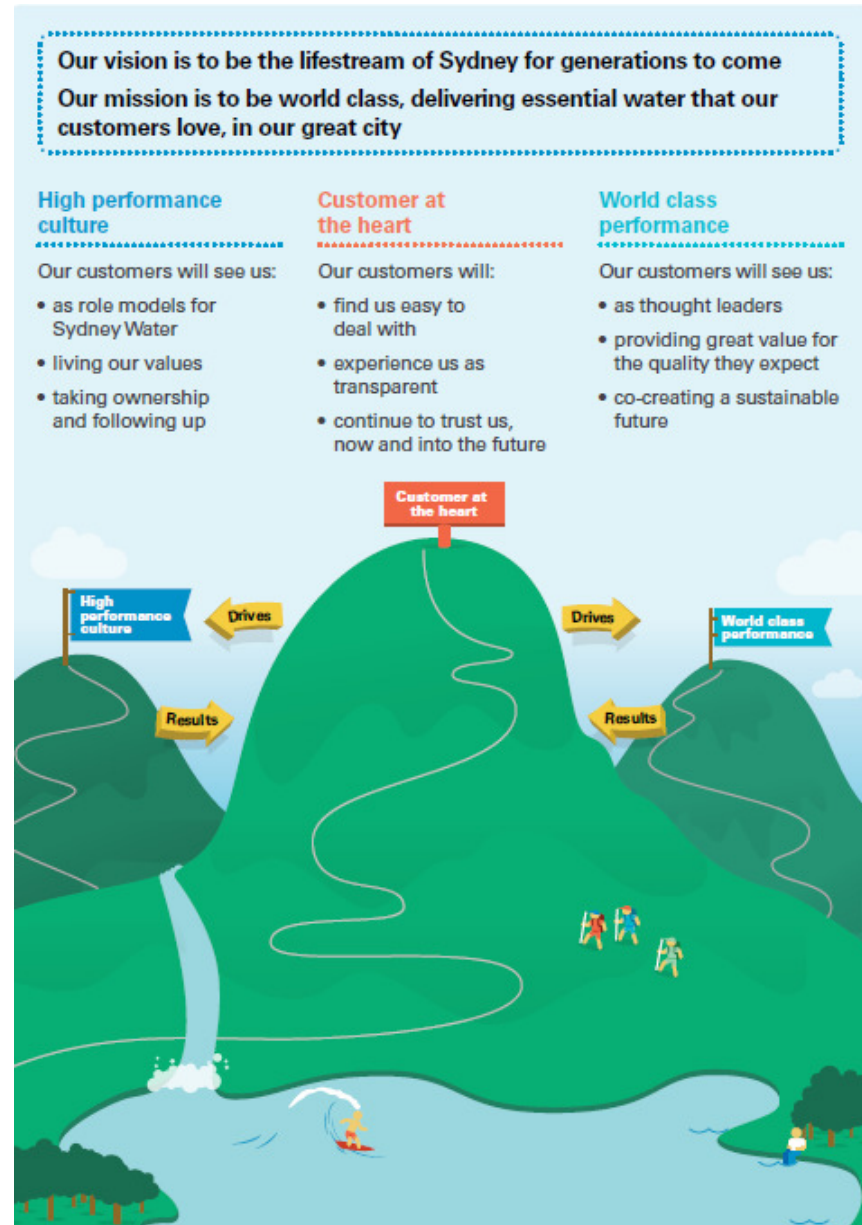 Our vision is to be the lifestream of Sydney for generations to come
Our mission is to be world class, delivering essential water that our
customers love, in our great city
High performance
culture
Our customers will see us:
• as role models for
Sydney Water
• living our values
• taking ownership
and following up
Customer at
the heart
Our customers will:
• find us easy to
deal with
• experience us as
transparent
• continue to trust us,
now and into the future
World class
performance
Our customers will see us:
• as thought leaders
• providing great value for
the quality they expect
• co-creating a sustainable
future
Customer at
the heart
High
performance
culture
Drives
Drives
World class
performance
Results
Results